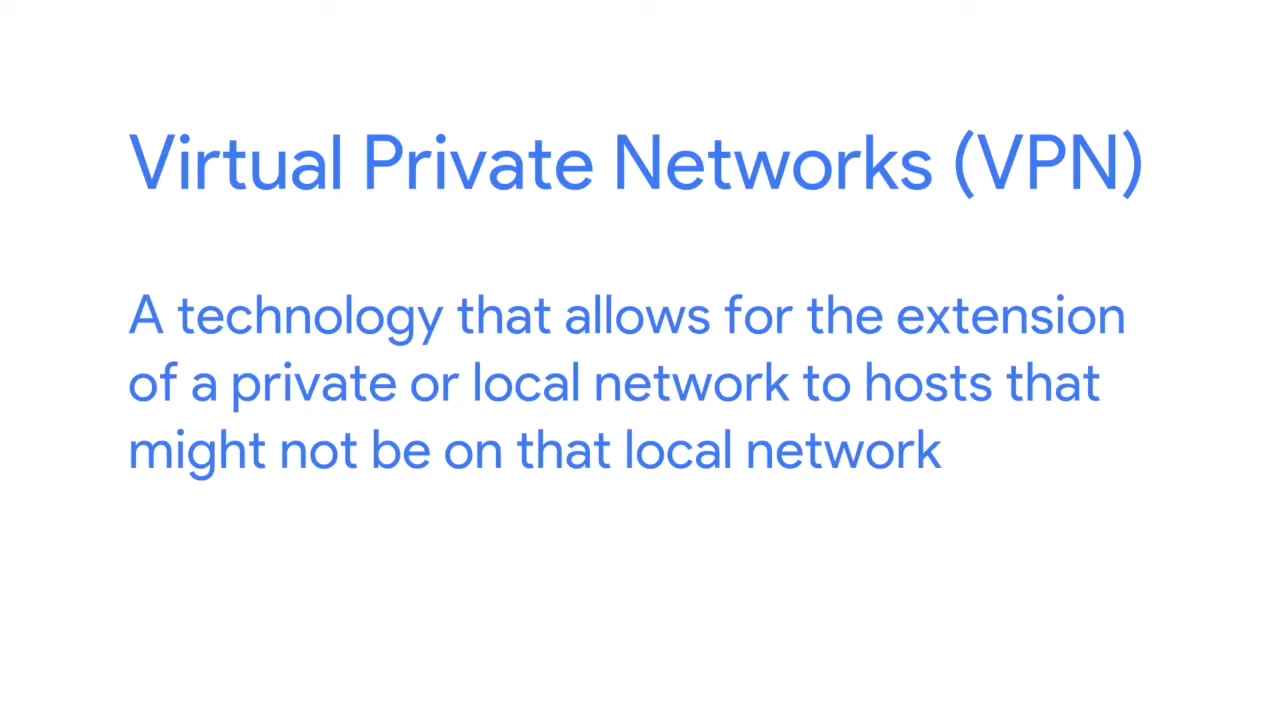 Virtual Private Networks (VPN)
A technology that allows for the extension
of a private or local network to hosts that
might not be on that local network